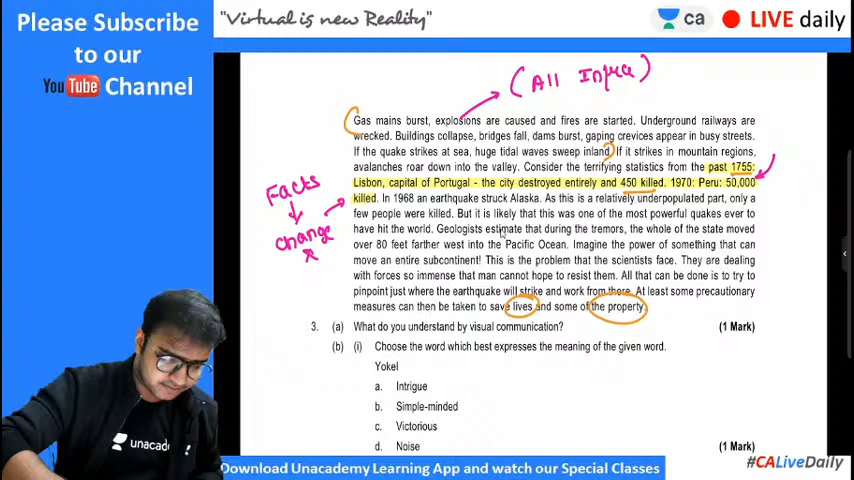 Please Subscribe
to our
YouTube Channel
"Virtual is new Reality"
ca
LIVE daily
(All Infra)
Gas mains burst, explosions are caused and fires are started. Underground railways are
wrecked. Buildings collapse, bridges fall, dams burst, gaping crevices appear in busy streets.
If the quake strikes at sea, huge tidal waves sweep inland. If it strikes in mountain regions,
avalanches roar down into the valley. Consider the terrifying statistics from the past 1755:
Lisbon, capital of Portugal - the city destroyed entirely and 450 killed. 1970: Peru: 50,000
killed. In 1968 an earthquake struck Alaska. As this is a relatively underpopulated part, only a
few people were killed. But it is likely that this was one of the most powerful quakes ever to
have hit the world. Geologists estimate that during the tremors, the whole of the state moved
over 80 feet farther west into the Pacific Ocean. Imagine the power of something that can
move an entire subcontinent! This is the problem that the scientists face. They are dealing
with forces so immense that man cannot hope to resist them. All that can be done is to try to
pinpoint just where the earthquake will strike and work from there. At least some precautionary
measures can then be taken to save lives and some of the property.
Facts
change
3. (a) What do you understand by visual communication? (1 Mark)
(b) (i) Choose the word which best expresses the meaning of the given word.
Yokel
a. Intrigue
b. Simple-minded
c. Victorious
d. Noise (1 Mark)
unacademy
Download Unacademy Learning App and watch our Special Classes
#CALiveDaily